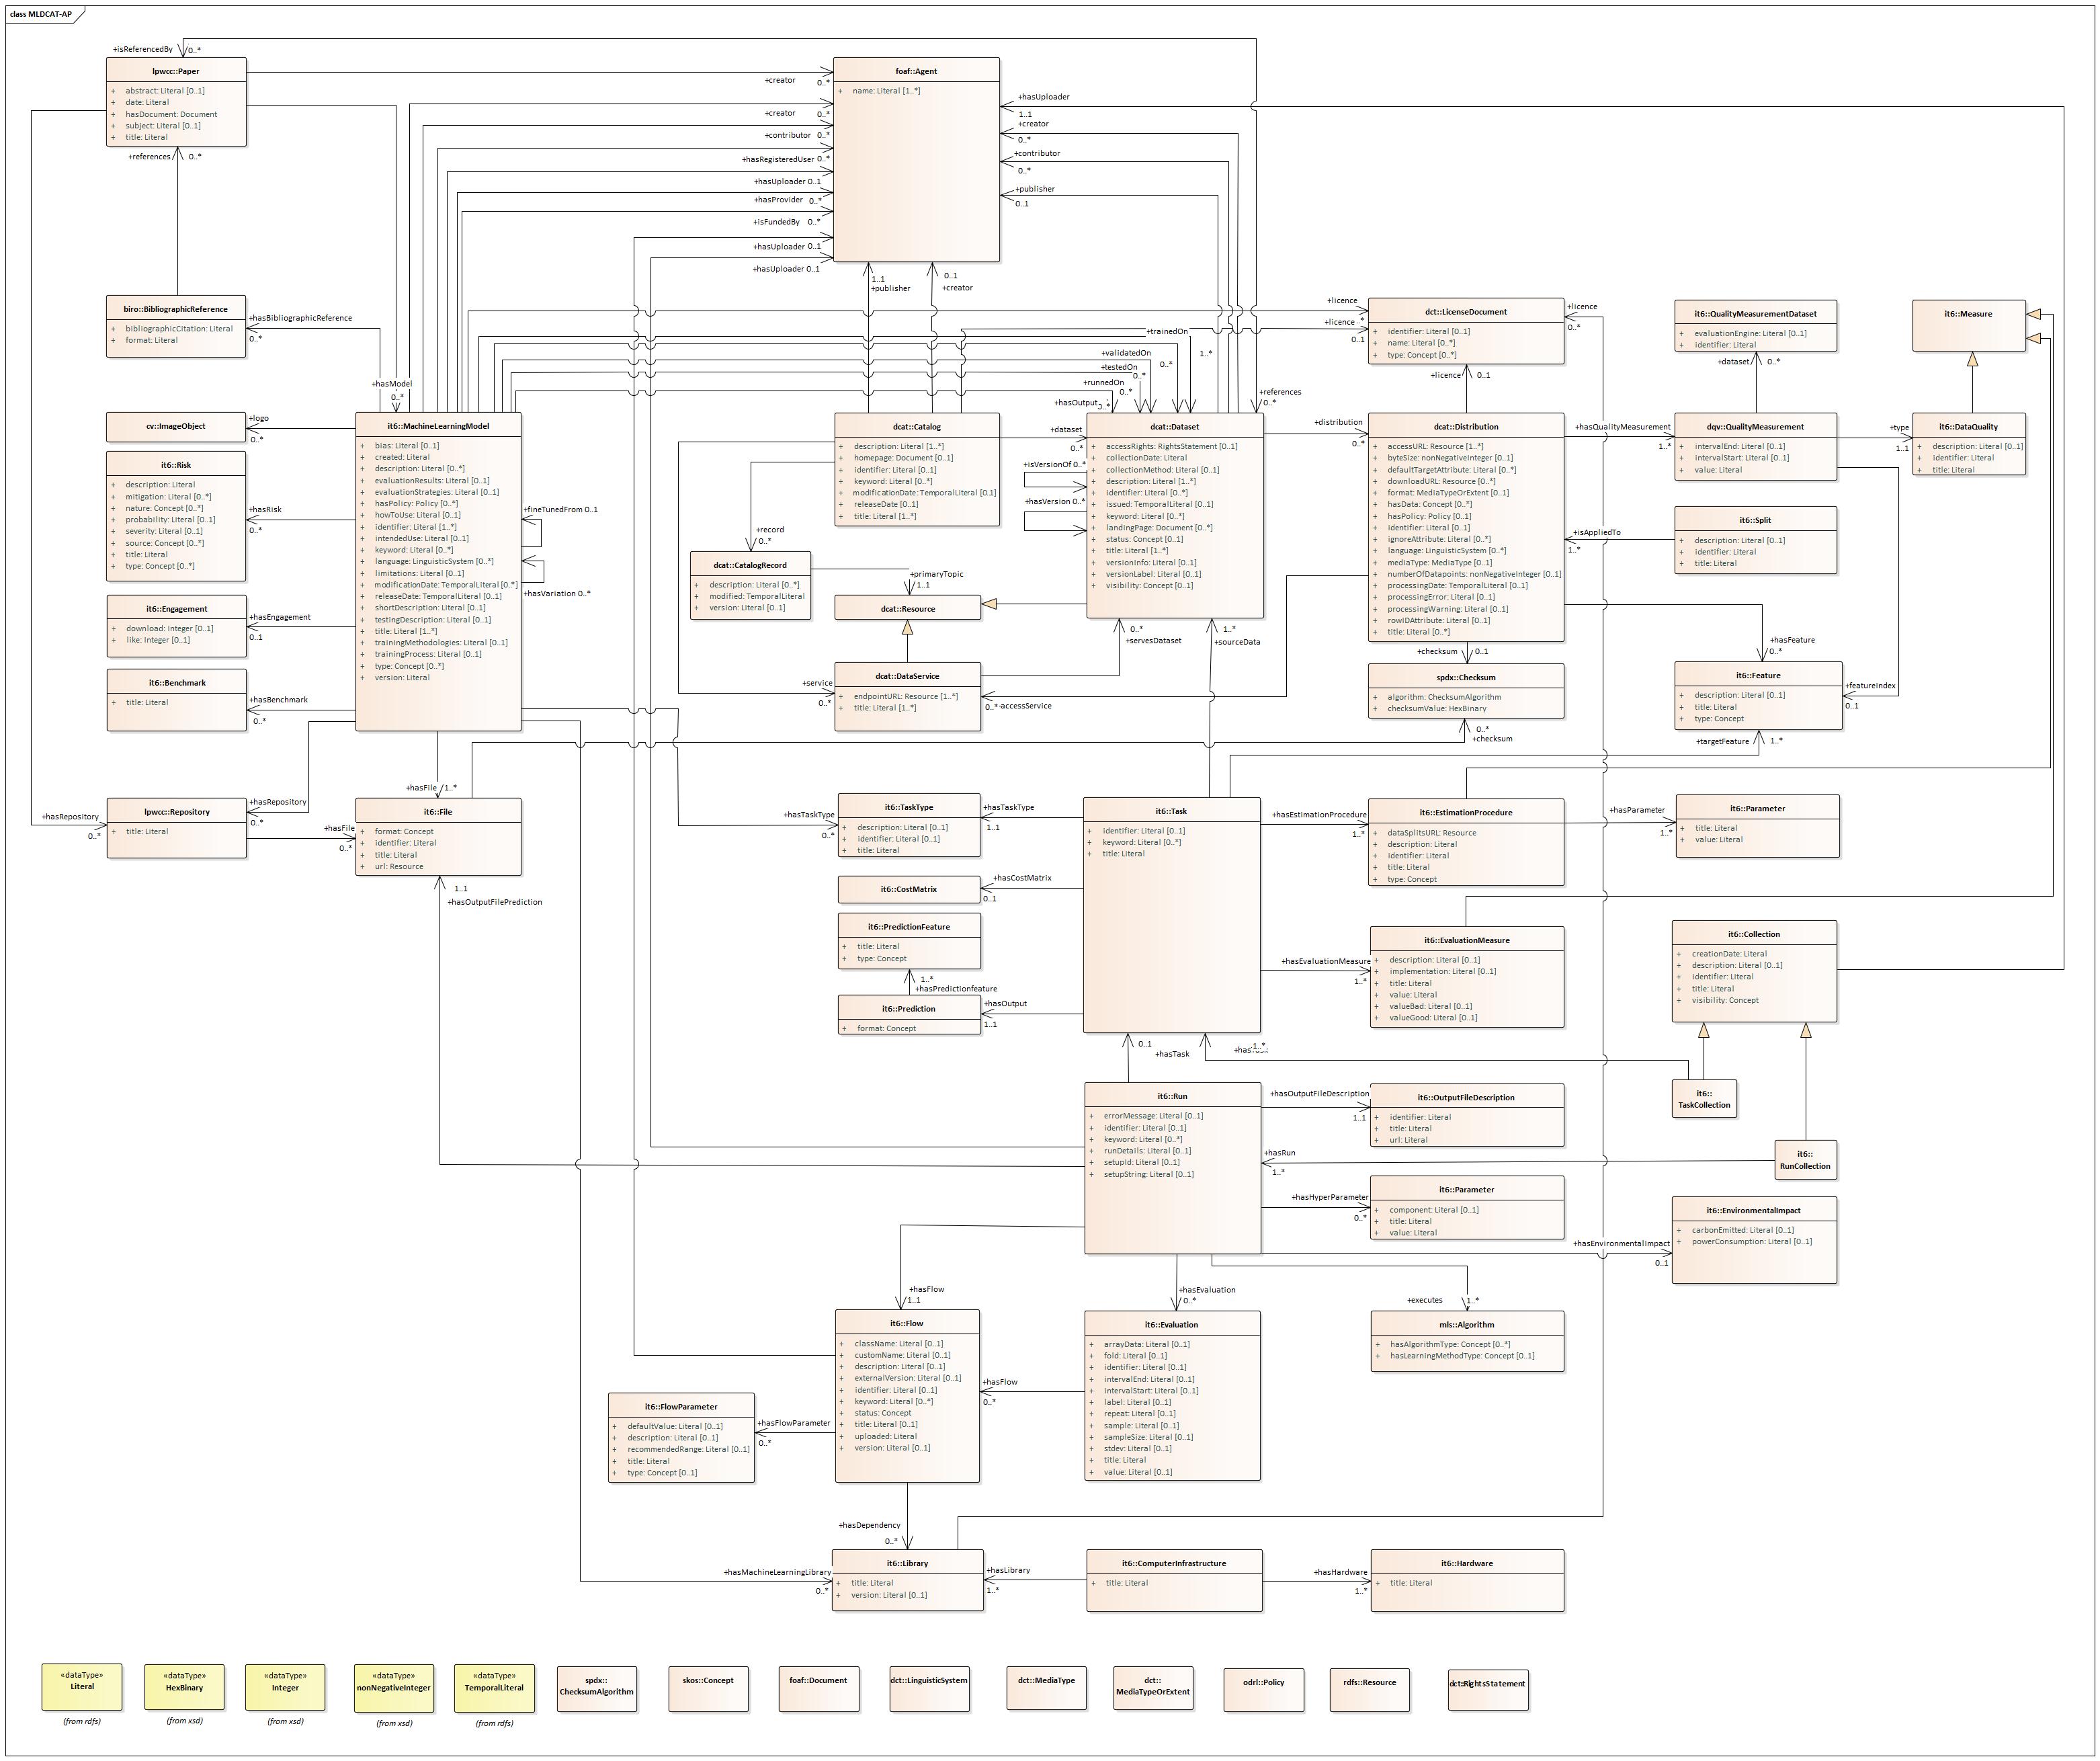 class MLDCAT-AP
+isReferencedBy
0..*
lpwcc::Paper
+ abstract: Literal [0..1]
+ date: Literal
+ hasDocument: Document
+ subject: Literal [0..1]
+ title: Literal
+references 0..*
foaf::Agent
+ name: Literal [1..*]
+creator 0..*
+creator 0..*
+contributor 0..*
+hasRegisteredUser 0..*
+hasUploader 0..1
+hasProvider 0..*
+isFundedBy 0..*
+hasUploader 0..1
+hasUploader 0..1
+hasUploader
1..1
+creator
0..*
+contributor
0..*
+publisher
0..1
1..1
+publisher
0..1
+creator
biro::BibliographicReference
+ bibliographicCitation: Literal
+ format: Literal
+hasBibliographicReference
0..*
+hasModel
0..*
+licence
..*
+licence
0..1
+trainedOn
1..*
+validatedOn
0..*
+testedOn
0..*
+runnedOn
0..*
+hasOutput
+references
0..*
dct::LicenseDocument
+ identifier: Literal [0..1]
+ name: Literal [0..*]
+ type: Concept [0..*]
+licence
0..*
+licence 0..1
it6::QualityMeasurementDataset
+ evaluationEngine: Literal [0..1]
+ identifier: Literal
+dataset 0..*
it6::Measure
cv::ImageObject
+logo
0..*
it6::Risk
+ description: Literal
+ mitigation: Literal [0..*]
+ nature: Concept [0..*]
+ probability: Literal [0..1]
+ severity: Literal [0..1]
+ source: Concept [0..*]
+ title: Literal
+ type: Concept [0..*]
+hasRisk
0..*
it6::Engagement
+ download: Integer [0..1]
+ like: Integer [0..1]
+hasEngagement
0..1
it6::Benchmark
+ title: Literal
+hasBenchmark
0..*
it6::MachineLearningModel
+ bias: Literal [0..1]
+ created: Literal
+ description: Literal [0..*]
+ evaluationResults: Literal [0..1]
+ evaluationStrategies: Literal [0..1]
+ hasPolicy: Policy [0..*]
+ howToUse: Literal [0..1]
+ identifier: Literal [1..*]
+ intendedUse: Literal [0..1]
+ keyword: Literal [0..*]
+ language: LinguisticSystem [0..*]
+ limitations: Literal [0..1]
+ modificationDate: TemporalLiteral [0..*]
+ releaseDate: TemporalLiteral [0..1]
+ shortDescription: Literal [0..1]
+ testingDescription: Literal [0..1]
+ title: Literal [1..*]
+ trainingMethodologies: Literal [0..1]
+ trainingProcess: Literal [0..1]
+ type: Concept [0..*]
+ version: Literal
+fineTunedFrom 0..1
+hasVariation 0..*
dcat::Catalog
+ description: Literal [1..*]
+ homepage: Document [0..1]
+ identifier: Literal [0..1]
+ keyword: Literal [0..*]
+ modificationDate: TemporalLiteral [0..1]
+ releaseDate [0..1]
+ title: Literal [1..*]
+dataset
0..*
+isVersionOf 0..*
+hasVersion 0..*
dcat::Dataset
+ accessRights: RightsStatement [0..1]
+ collectionDate: Literal
+ collectionMethod: Literal [0..1]
+ description: Literal [1..*]
+ identifier: Literal [0..*]
+ issued: TemporalLiteral [0..1]
+ keyword: Literal [0..*]
+ landingPage: Document [0..*]
+ status: Concept [0..1]
+ title: Literal [1..*]
+ versionInfo: Literal [0..1]
+ versionLabel: Literal [0..1]
+ visibility: Concept [0..1]
+distribution
0..*
dcat::Distribution
+ accessURL: Resource [1..*]
+ byteSize: nonNegativeInteger [0..1]
+ defaultTargetAttribute: Literal [0..*]
+ downloadURL: Resource [0..*]
+ format: MediaTypeOrExtent [0..1]
+ hasData: Concept [0..*]
+ hasPolicy: Policy [0..1]
+ identifier: Literal [0..1]
+ ignoreAttribute: Literal [0..*]
+ language: LinguisticSystem [0..*]
+ mediaType: MediaType [0..1]
+ numberOfDatapoints: nonNegativeInteger [0..1]
+ processingDate: TemporalLiteral [0..1]
+ processingError: Literal [0..1]
+ processingWarning: Literal [0..1]
+ rowIDAttribute: Literal [0..1]
+ title: Literal [0..*]
+hasQualityMeasurement
1..*
dqv::QualityMeasurement
+ intervalEnd: Literal [0..1]
+ intervalStart: Literal [0..1]
+ value: Literal
+type
1..1
it6::DataQuality
+ description: Literal [0..1]
+ identifier: Literal
+ title: Literal
+isAppliedTo
1..*
it6::Split
+ description: Literal [0..1]
+ identifier: Literal
+ title: Literal
+record
0..*
dcat::CatalogRecord
+ description: Literal [0..*]
+ modified: TemporalLiteral
+ version: Literal [0..1]
+primaryTopic
1..1
dcat::Resource
dcat::DataService
+ endpointURL: Resource [1..*]
+ title: Literal [1..*]
+service
0..*
0..*
+servesDataset
1..*
+sourceData
0..* +accessService
+checksum 0..1
spdx::Checksum
+ algorithm: ChecksumAlgorithm
+ checksumValue: HexBinary
0..*
+checksum
+hasFeature
0..*
it6::Feature
+ description: Literal [0..1]
+ title: Literal
+ type: Concept
+featureIndex
0..1
+targetFeature 1..*
+hasRepository
0..*
lpwcc::Repository
+ title: Literal
+hasRepository
0..*
+hasFile
0..*
+hasFile 1..*
it6::File
+ format: Concept
+ identifier: Literal
+ title: Literal
+ url: Resource
1..1
+hasOutputFilePrediction
+hasTaskType
0..*
it6::TaskType
+ description: Literal [0..1]
+ identifier: Literal [0..1]
+ title: Literal
+hasTaskType
1..1
it6::Task
+ identifier: Literal [0..1]
+ keyword: Literal [0..*]
+ title: Literal
+hasEstimationProcedure
1..*
it6::EstimationProcedure
+ dataSplitsURL: Resource
+ description: Literal
+ identifier: Literal
+ title: Literal
+ type: Concept
+hasParameter
1..*
it6::Parameter
+ title: Literal
+ value: Literal
it6::CostMatrix
+hasCostMatrix
0..1
it6::PredictionFeature
+ title: Literal
+ type: Concept
1..*
+hasPredictionfeature
it6::Prediction
+ format: Concept
+hasOutput
1..1
+hasEvaluationMeasure
1..*
it6::EvaluationMeasure
+ description: Literal [0..1]
+ implementation: Literal [0..1]
+ title: Literal
+ value: Literal
+ valueBad: Literal [0..1]
+ valueGood: Literal [0..1]
it6::Collection
+ creationDate: Literal
+ description: Literal [0..1]
+ identifier: Literal
+ title: Literal
+ visibility: Concept
0..1
+hasTask
1..*
it6::
TaskCollection
it6::
RunCollection
it6::Run
+ errorMessage: Literal [0..1]
+ identifier: Literal [0..1]
+ keyword: Literal [0..*]
+ runDetails: Literal [0..1]
+ setupId: Literal [0..1]
+ setupString: Literal [0..1]
+hasOutputFileDescription
1..1
it6::OutputFileDescription
+ identifier: Literal
+ title: Literal
+ url: Literal
+hasRun
1..*
+hasHyperParameter
0..*
it6::Parameter
+ component: Literal [0..1]
+ title: Literal
+ value: Literal
+hasEnvironmentalImpact
0..1
it6::EnvironmentalImpact
+ carbonEmitted: Literal [0..1]
+ powerConsumption: Literal [0..1]
+hasFlow
1..1
+hasEvaluation
0..*
+executes 1..*
it6::Flow
+ className: Literal [0..1]
+ customName: Literal [0..1]
+ description: Literal [0..1]
+ externalVersion: Literal [0..1]
+ identifier: Literal [0..1]
+ keyword: Literal [0..*]
+ status: Concept
+ title: Literal [0..1]
+ uploaded: Literal
+ version: Literal [0..1]
+hasFlow
0..*
it6::Evaluation
+ arrayData: Literal [0..1]
+ fold: Literal [0..1]
+ identifier: Literal [0..1]
+ intervalEnd: Literal [0..1]
+ intervalStart: Literal [0..1]
+ label: Literal [0..1]
+ repeat: Literal [0..1]
+ sample: Literal [0..1]
+ sampleSize: Literal [0..1]
+ stdev: Literal [0..1]
+ title: Literal
+ value: Literal [0..1]
mls::Algorithm
+ hasAlgorithmType: Concept [0..*]
+ hasLearningMethodType: Concept [0..1]
it6::FlowParameter
+ defaultValue: Literal [0..1]
+ description: Literal [0..1]
+ recommendedRange: Literal [0..1]
+ title: Literal
+ type: Concept [0..1]
+hasFlowParameter
0..*
+hasDependency
0..*
+hasMachineLearningLibrary
0..*
it6::Library
+ title: Literal
+ version: Literal [0..1]
+hasLibrary
1..*
it6::ComputerInfrastructure
+ title: Literal
+hasHardware
1..*
it6::Hardware
+ title: Literal
«dataType»
Literal
(from rdfs)
«dataType»
HexBinary
(from xsd)
«dataType»
Integer
(from xsd)
«dataType»
nonNegativeInteger
(from xsd)
«dataType»
TemporalLiteral
(from rdfs)
spdx::
ChecksumAlgorithm
skos::Concept
foaf::Document
dct::LinguisticSystem
dct::MediaType
dct::
MediaTypeOrExtent
odrl::Policy
rdfs::Resource
dct::RightsStatement